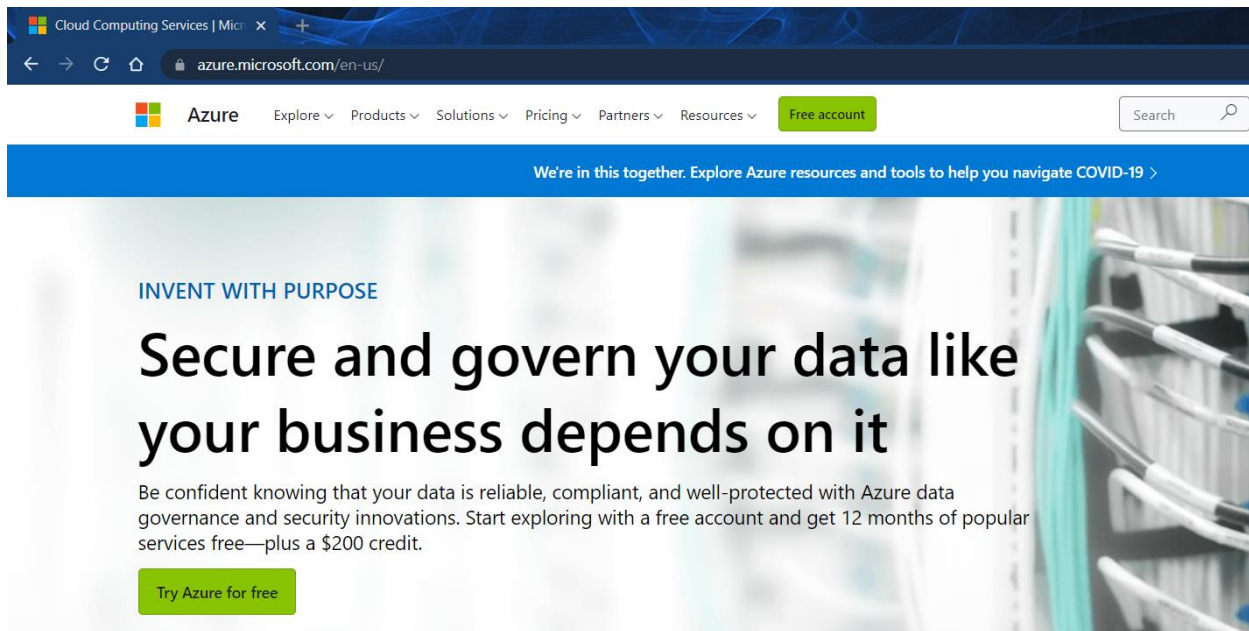 Cloud Computing Services | Micr
azure.microsoft.com/en-us/
Azure Explore Products Solutions Pricing Partners Resources Free account Search
We're in this together. Explore Azure resources and tools to help you navigate COVID-19 >
INVENT WITH PURPOSE
Secure and govern your data like
your business depends on it
Be confident knowing that your data is reliable, compliant, and well-protected with Azure data
governance and security innovations. Start exploring with a free account and get 12 months of popular
services free—plus a $200 credit.
Try Azure for free